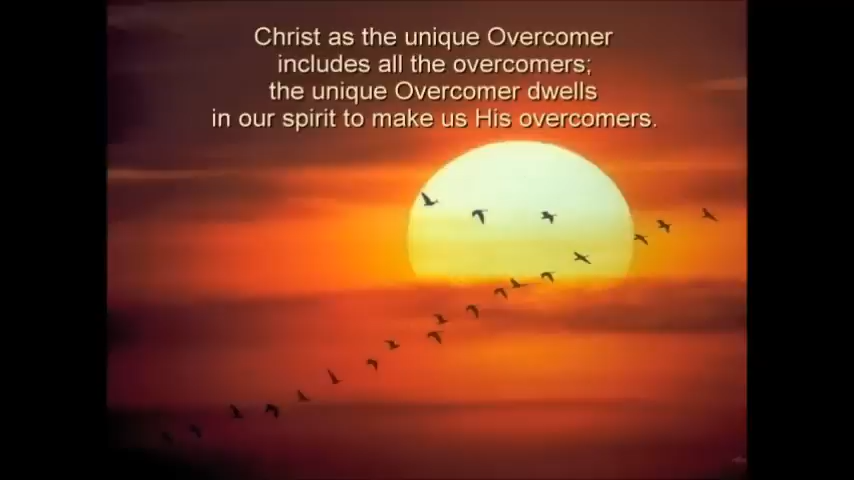 Christ as the unique Overcomer
includes all the overcomers;
the unique Overcomer dwells
in our spirit to make us His overcomers.